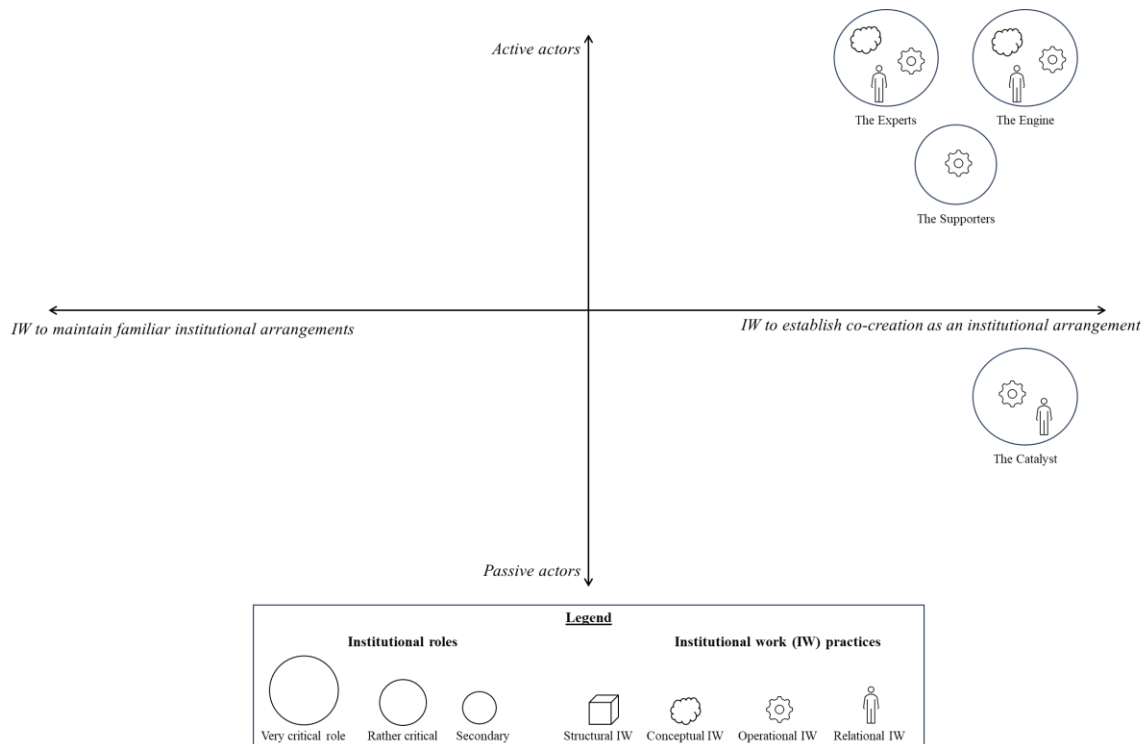 Active actors
The Experts
The Engine
The Supporters
IW to maintain familiar institutional arrangements
IW to establish co-creation as an institutional arrangement
The Catalyst
Passive actors
Legend
Institutional roles
Institutional work (IW) practices
Very critical role
Rather critical
Secondary
Structural IW
Conceptual IW
Operational IW
Relational IW